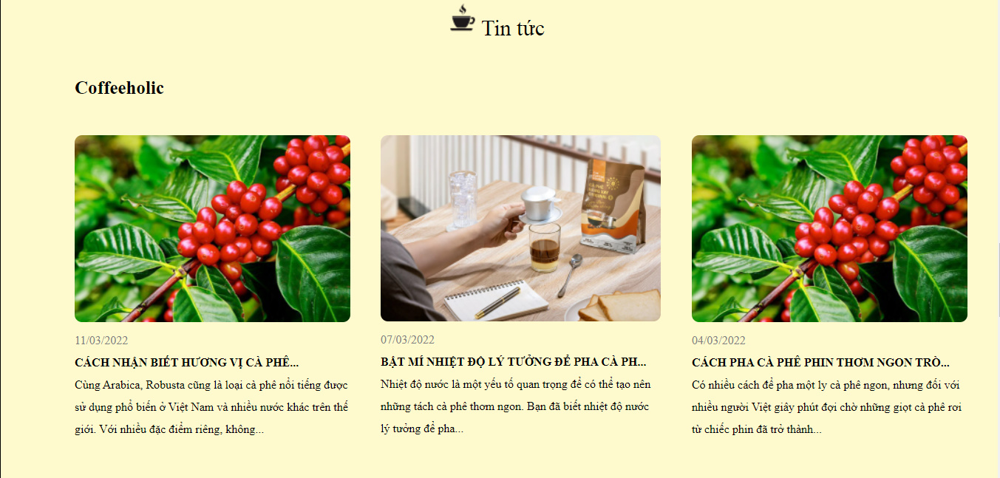 Tin tức
Coffeeholic
11/03/2022
CÁCH NHẬN BIẾT HƯƠNG VỊ CÀ PHÊ...
Cùng Arabica, Robusta cũng là loại cà phê nổi tiếng được
sử dụng phổ biến ở Việt Nam và nhiều nước khác trên thế
giới. Với nhiều đặc điểm riêng, không...
07/03/2022
BẬT MÍ NHIỆT ĐỘ LÝ TƯỞNG ĐỂ PHA CÀ PH...
Nhiệt độ nước là một yếu tố quan trọng để có thể tạo nên
những tách cà phê thơm ngon. Bạn đã biết nhiệt độ nước
lý tưởng để pha...
04/03/2022
CÁCH PHA CÀ PHÊ PHIN THƠM NGON TRÒ...
Có nhiều cách để pha một ly cà phê ngon, nhưng đối với
nhiều người Việt giây phút đợi chờ những giọt cà phê rơi
từ chiếc phin đã trở thành...